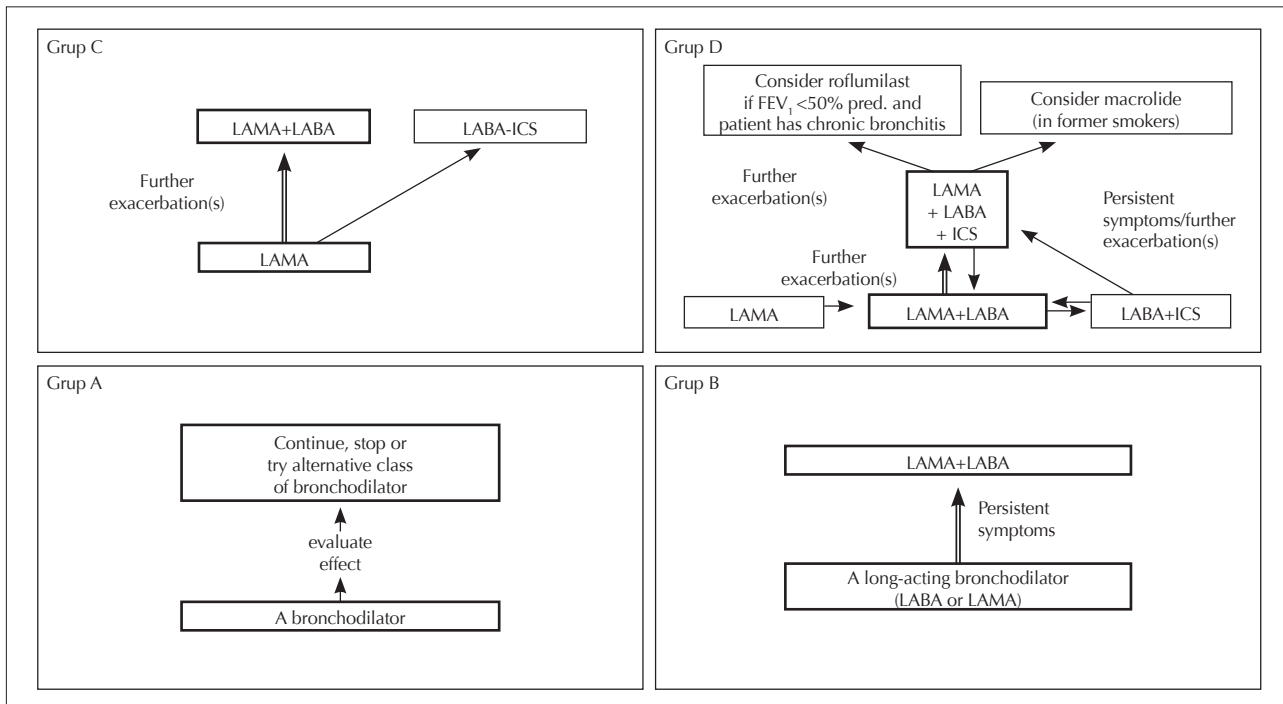 Grup C
LAMA+LABA
LABA-ICS
Further
exacerbation(s)
LAMA
Grup D
Consider roflumilast
if FEV1 <50% pred. and
patient has chronic bronchitis
Consider macrolide
(in former smokers)
Further
exacerbation(s)
LAMA
+ LABA
+ ICS
Persistent
symptoms/further
exacerbation(s)
Further
exacerbation(s)
LAMA
LAMA+LABA
LABA+ICS
Grup A
Continue, stop or
try alternative class
of bronchodilator
evaluate
effect
A bronchodilator
Grup B
LAMA+LABA
Persistent
symptoms
A long-acting bronchodilator
(LABA or LAMA)